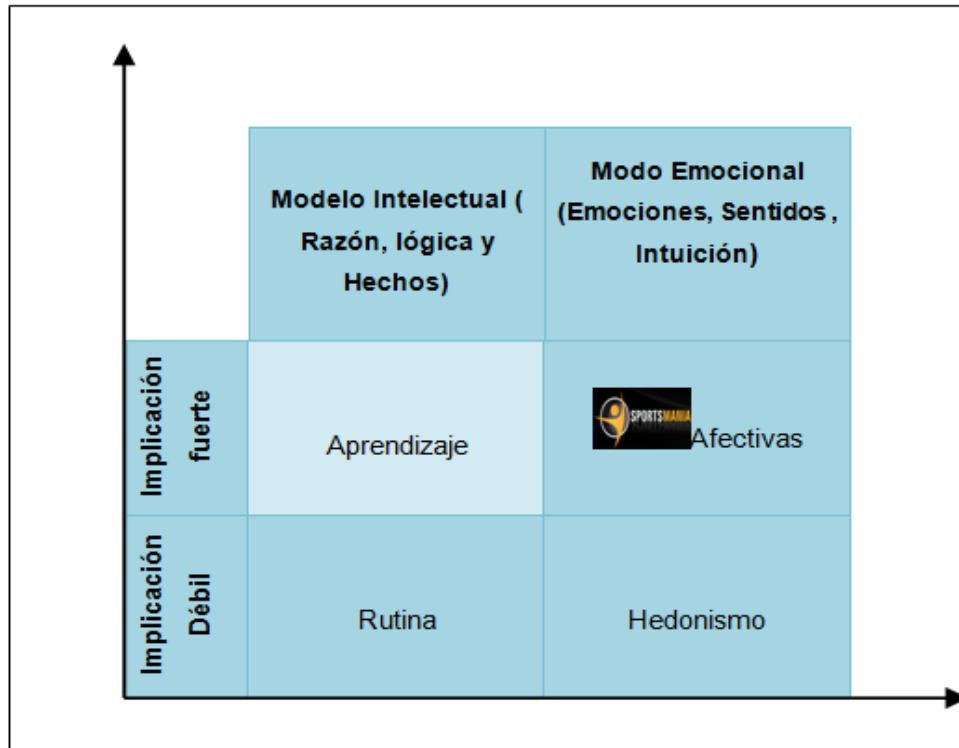 Modelo Intelectual (
Razón, lógica y
Hechos)
Modo Emocional
(Emociones, Sentidos ,
Intuición)
Implicación
fuerte
Aprendizaje
SPORTSMANIA
Afectivas
Implicación
Débil
Rutina
Hedonismo